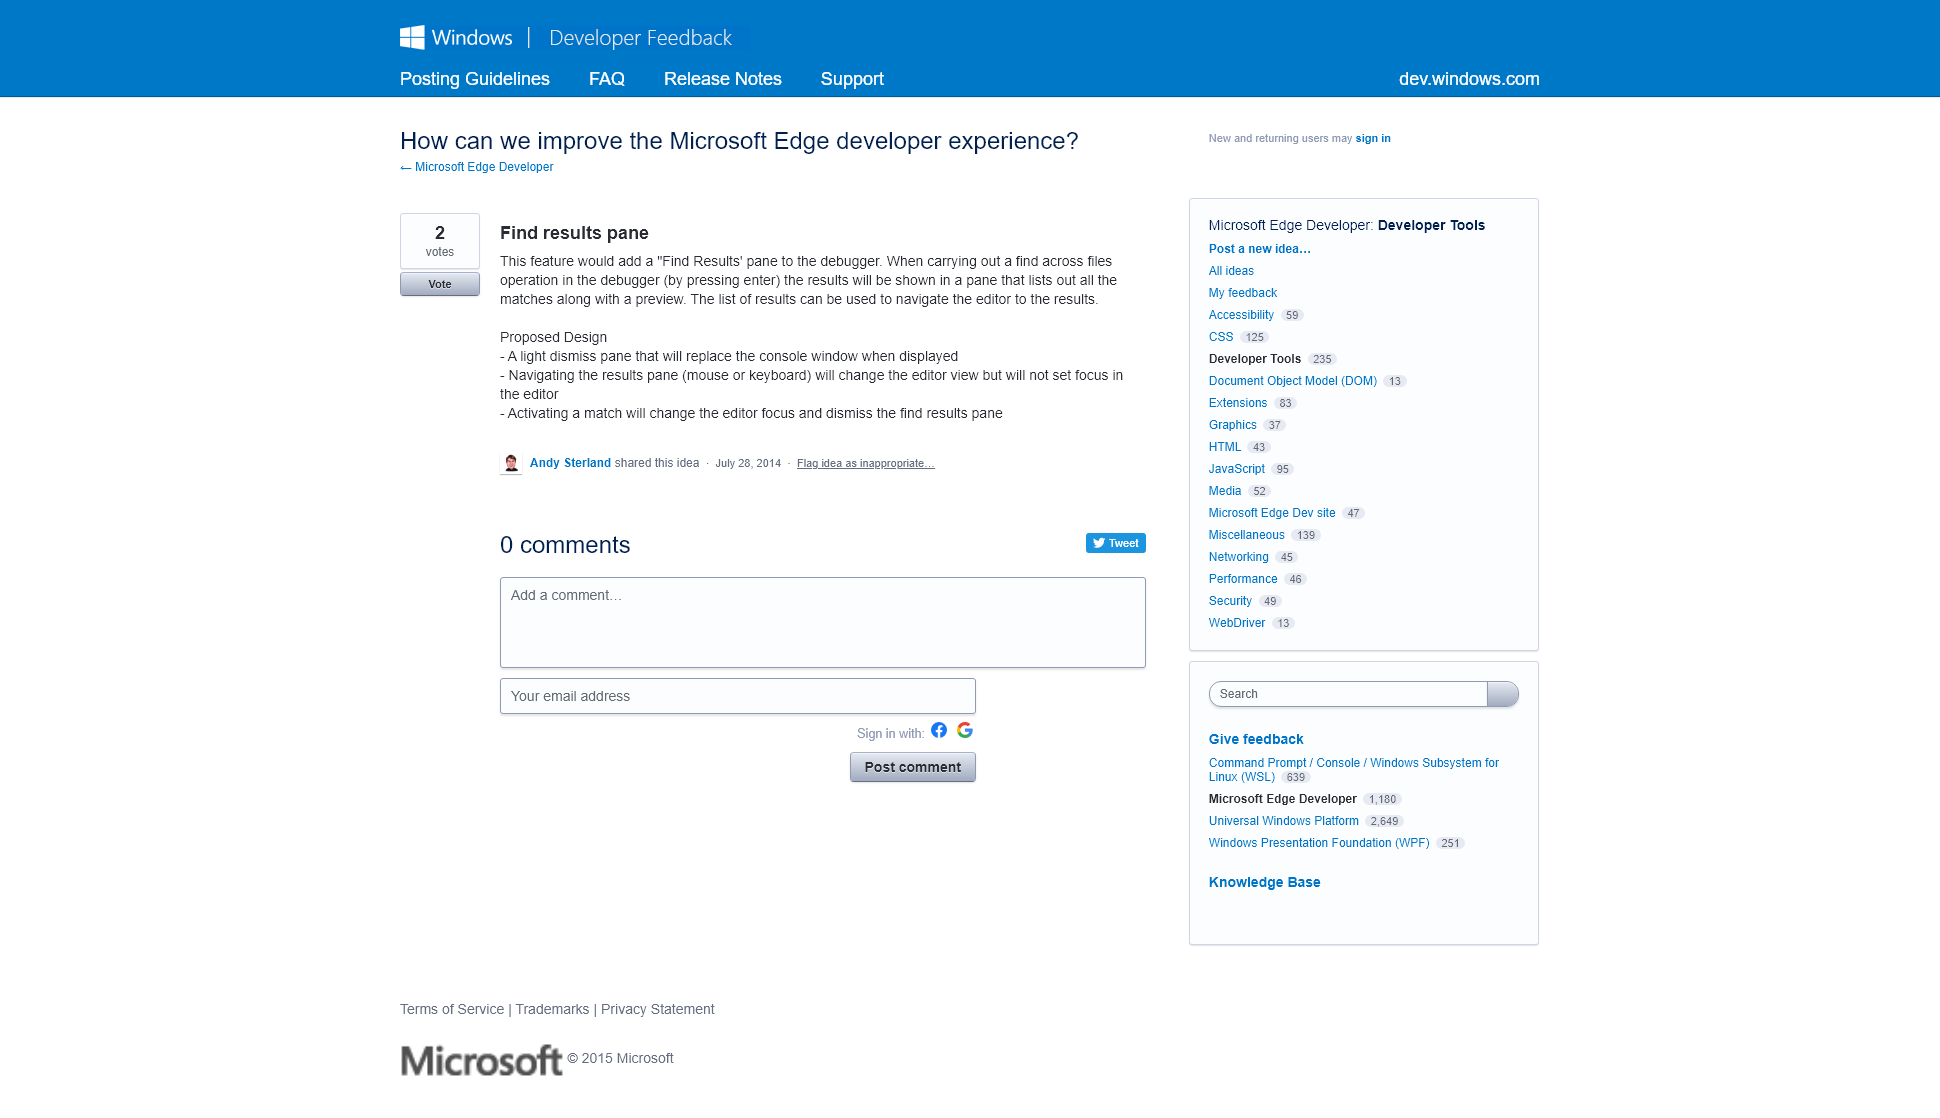 Windows | Developer Feedback
Posting Guidelines FAQ Release Notes Support dev.windows.com
How can we improve the Microsoft Edge developer experience?
← Microsoft Edge Developer
New and returning users may sign in
2
votes
Vote
Find results pane
This feature would add a "Find Results' pane to the debugger. When carrying out a find across files
operation in the debugger (by pressing enter) the results will be shown in a pane that lists out all the
matches along with a preview. The list of results can be used to navigate the editor to the results.
Proposed Design
- A light dismiss pane that will replace the console window when displayed
- Navigating the results pane (mouse or keyboard) will change the editor view but will not set focus in
the editor
- Activating a match will change the editor focus and dismiss the find results pane
Andy Sterland shared this idea · July 28, 2014 · Flag idea as inappropriate…
0 comments
Tweet
Add a comment…
Your email address
Sign in with:
Post comment
Microsoft Edge Developer: Developer Tools
Post a new idea…
All ideas
My feedback
Accessibility 59
CSS 125
Developer Tools 235
Document Object Model (DOM) 13
Extensions 83
Graphics 37
HTML 43
JavaScript 95
Media 52
Microsoft Edge Dev site 47
Miscellaneous 139
Networking 45
Performance 46
Security 49
WebDriver 13
Search
Give feedback
Command Prompt / Console / Windows Subsystem for
Linux (WSL) 639
Microsoft Edge Developer 1,180
Universal Windows Platform 2,649
Windows Presentation Foundation (WPF) 251
Knowledge Base
Terms of Service | Trademarks | Privacy Statement
Microsoft © 2015 Microsoft